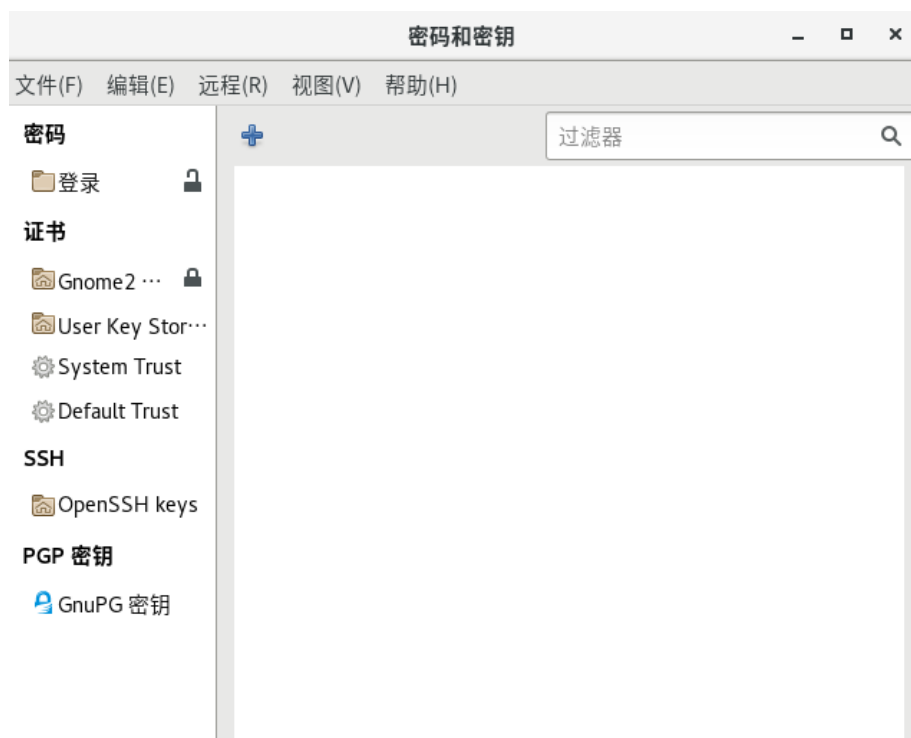 密码和密钥
文件(F) 编辑(E) 远程(R) 视图(V) 帮助(H)
密码
过滤器
登录
证书
Gnome2 ···
User Key Stor···
System Trust
Default Trust
SSH
OpenSSH keys
PGP 密钥
GnuPG 密钥